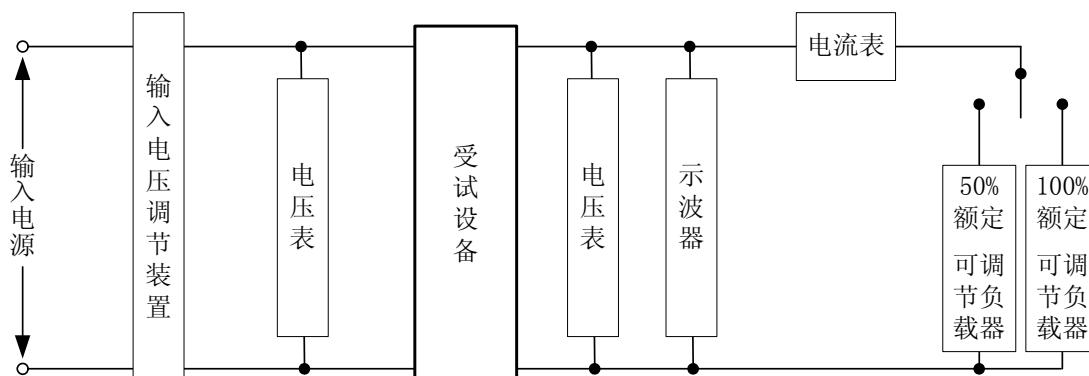 输入电源
输入电压调节装置
电压表
受试设备
电压表
示波器
电流表
50%
额定
可调
节负
载器
100%
额定
可调
节负
载器